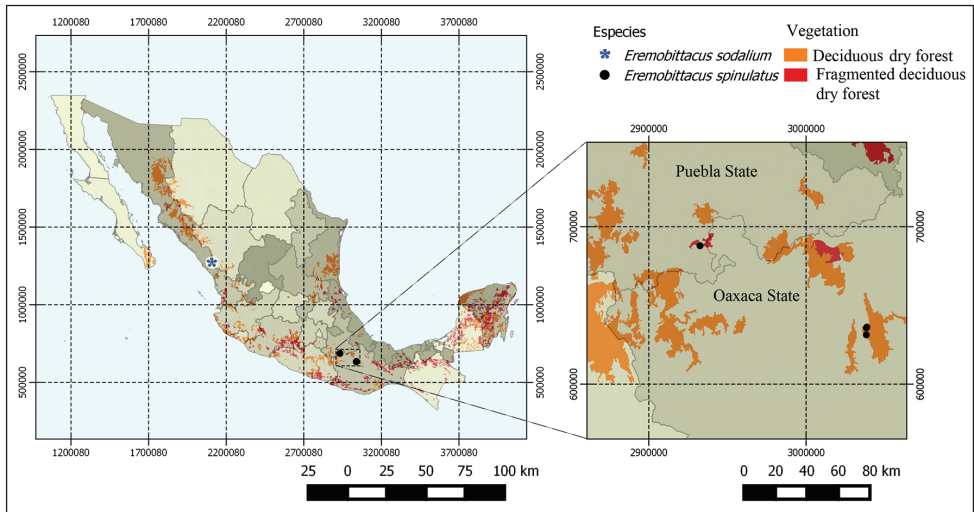 1200080 1700080 2200080 2700080 3200080 3700080
2500000
2000000
1500000
1000000
500000
2500000
2000000
1500000
1000000
500000
1200080 1700080 2200080 2700080 3200080 3700080
25 0 25 50 75 100 km
Especies
Eremobittacus sodalium
Eremobittacus spinulatus
Vegetation
Deciduous dry forest
Fragmented deciduous
dry forest
2900000 3000000
Puebla State
Oaxaca State
700000
600000
700000
600000
2900000 3000000
0 20 40 60 80 km